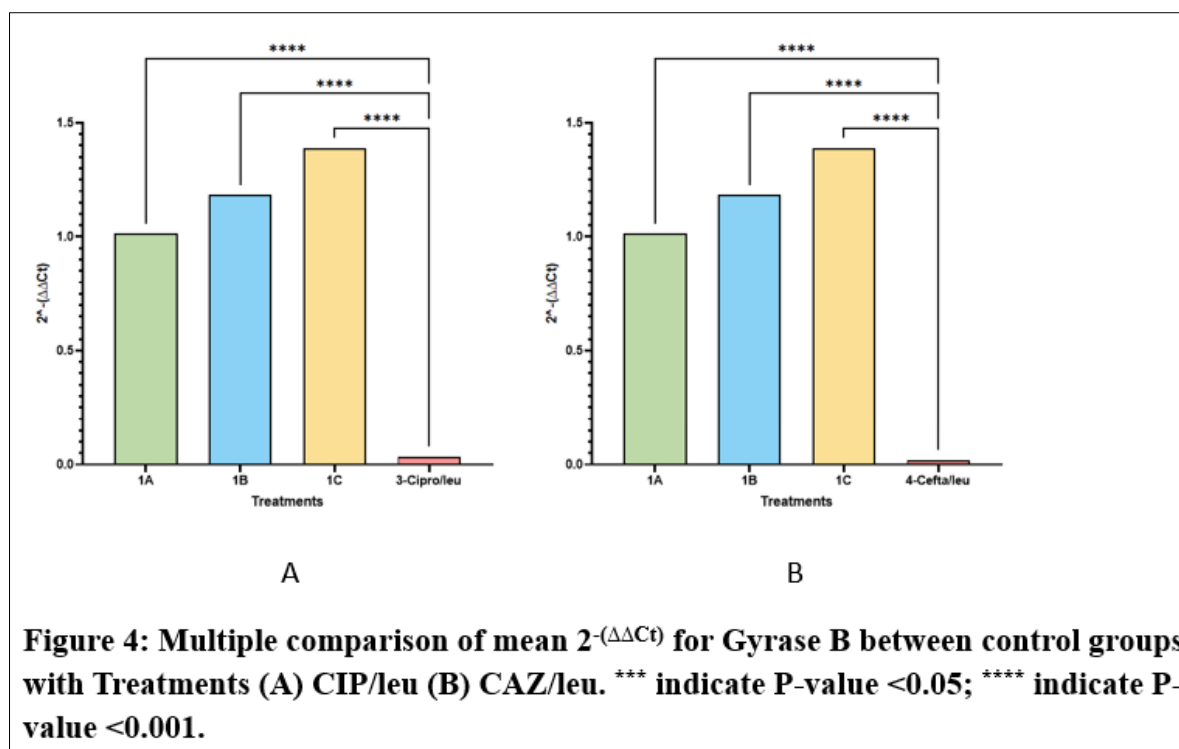 **** ****
**** ****
**** ****
1.5 1.5
1.0 1.0
2^-(ΔΔCt) 2^-(ΔΔCt)
0.5 0.5
0.0 0.0
1A 1B 1C 3-Cipro/leu 1A 1B 1C 4-Cefta/leu
Treatments Treatments
A B
Figure 4: Multiple comparison of mean 2-(ΔΔCt) for Gyrase B between control groups
with Treatments (A) CIP/leu (B) CAZ/leu. *** indicate P-value <0.05; **** indicate P-
value <0.001.